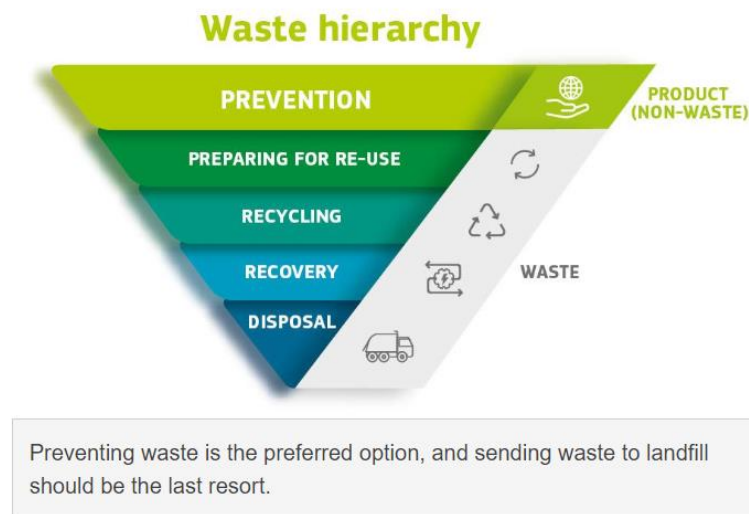 Waste hierarchy
PREVENTION
PRODUCT
(NON-WASTE)
PREPARING FOR RE-USE
RECYCLING
RECOVERY
WASTE
DISPOSAL
Preventing waste is the preferred option, and sending waste to landfill
should be the last resort.